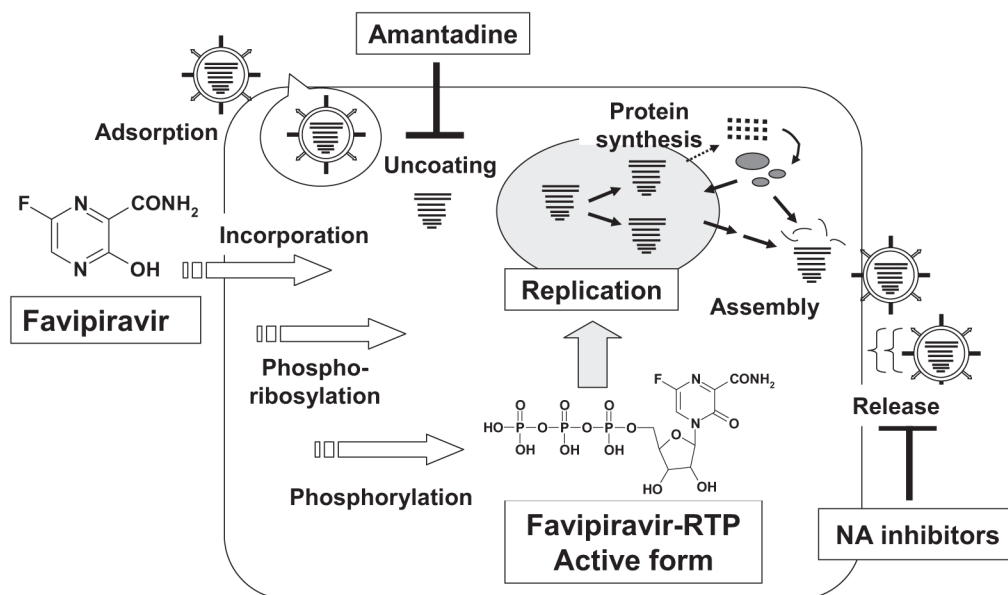 Amantadine
Adsorption
Uncoating
Protein
synthesis
F
N
CONH2
N
OH
Favipiravir
Incorporation
Replication
Assembly
Phospho-
ribosylation
Release
Phosphorylation
F
N
CONH2
N
O
O
O
O
HO
P
O
P
O
P
O
O
OH
OH
OH
HO
OH
Favipiravir-RTP
Active form
NA inhibitors